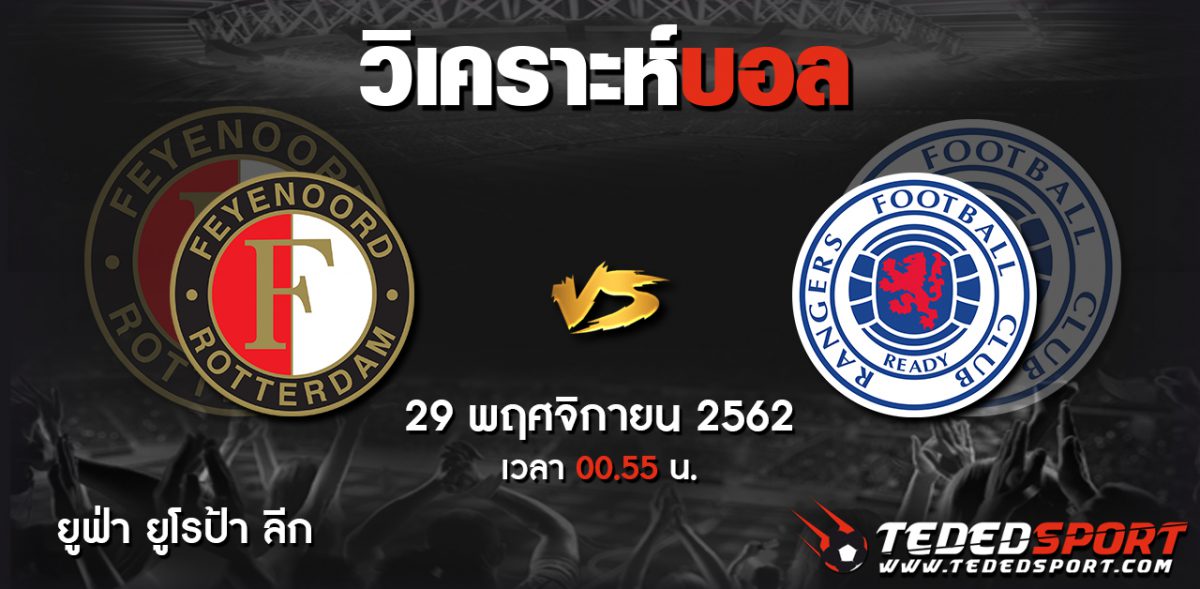 วิเคราะห์บอล
FEYENOORD
ROTTERDAM
F
VS
RANGERS FOOTBALL CLUB
READY
29 พฤศจิกายน 2562
เวลา 00.55 น.
ยูฟ่า ยูโรป้า ลีก
TEDEDSPORT
WWW.TEDEDSPORT.COM